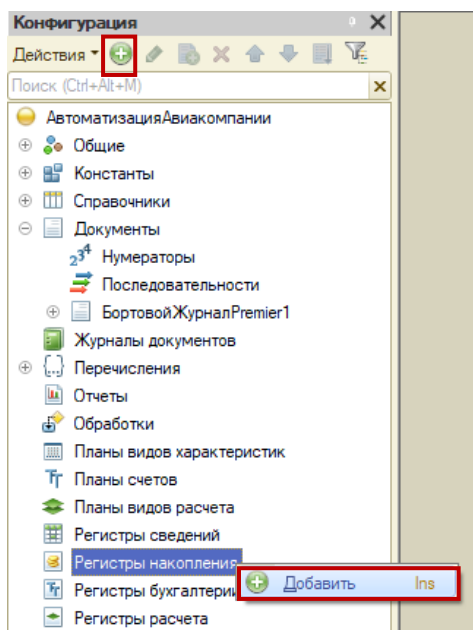 Конфигурация
Действия
Поиск (Ctrl+Alt+M)
АвтоматизацияАвиакомпании
Общие
Константы
Справочники
Документы
Нумераторы
Последовательности
БортовойЖурналPremier1
Журналы документов
Перечисления
Отчеты
Обработки
Планы видов характеристик
Планы счетов
Планы видов расчета
Регистры сведений
Регистры накопления
Добавить Ins
Регистры бухгалтерии
Регистры расчета